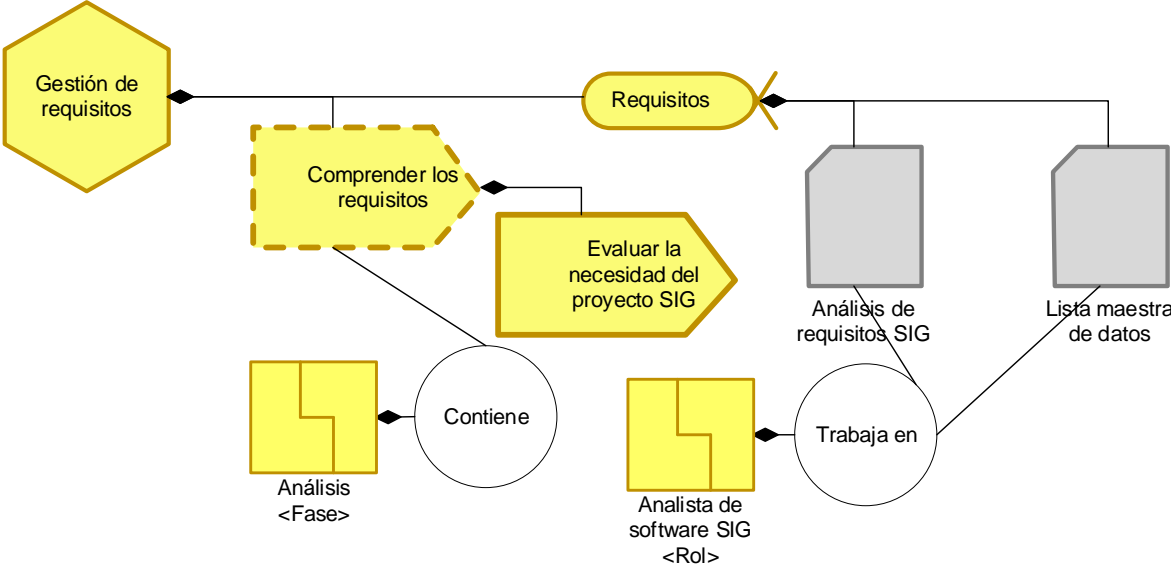 Gestión de
requisitos
Requisitos
Comprender los
requisitos
Evaluar la
necesidad del
proyecto SIG
Análisis de
requisitos SIG
Lista maestra
de datos
Contiene
Trabaja en
Análisis
<Fase>
Analista de
software SIG
<Rol>